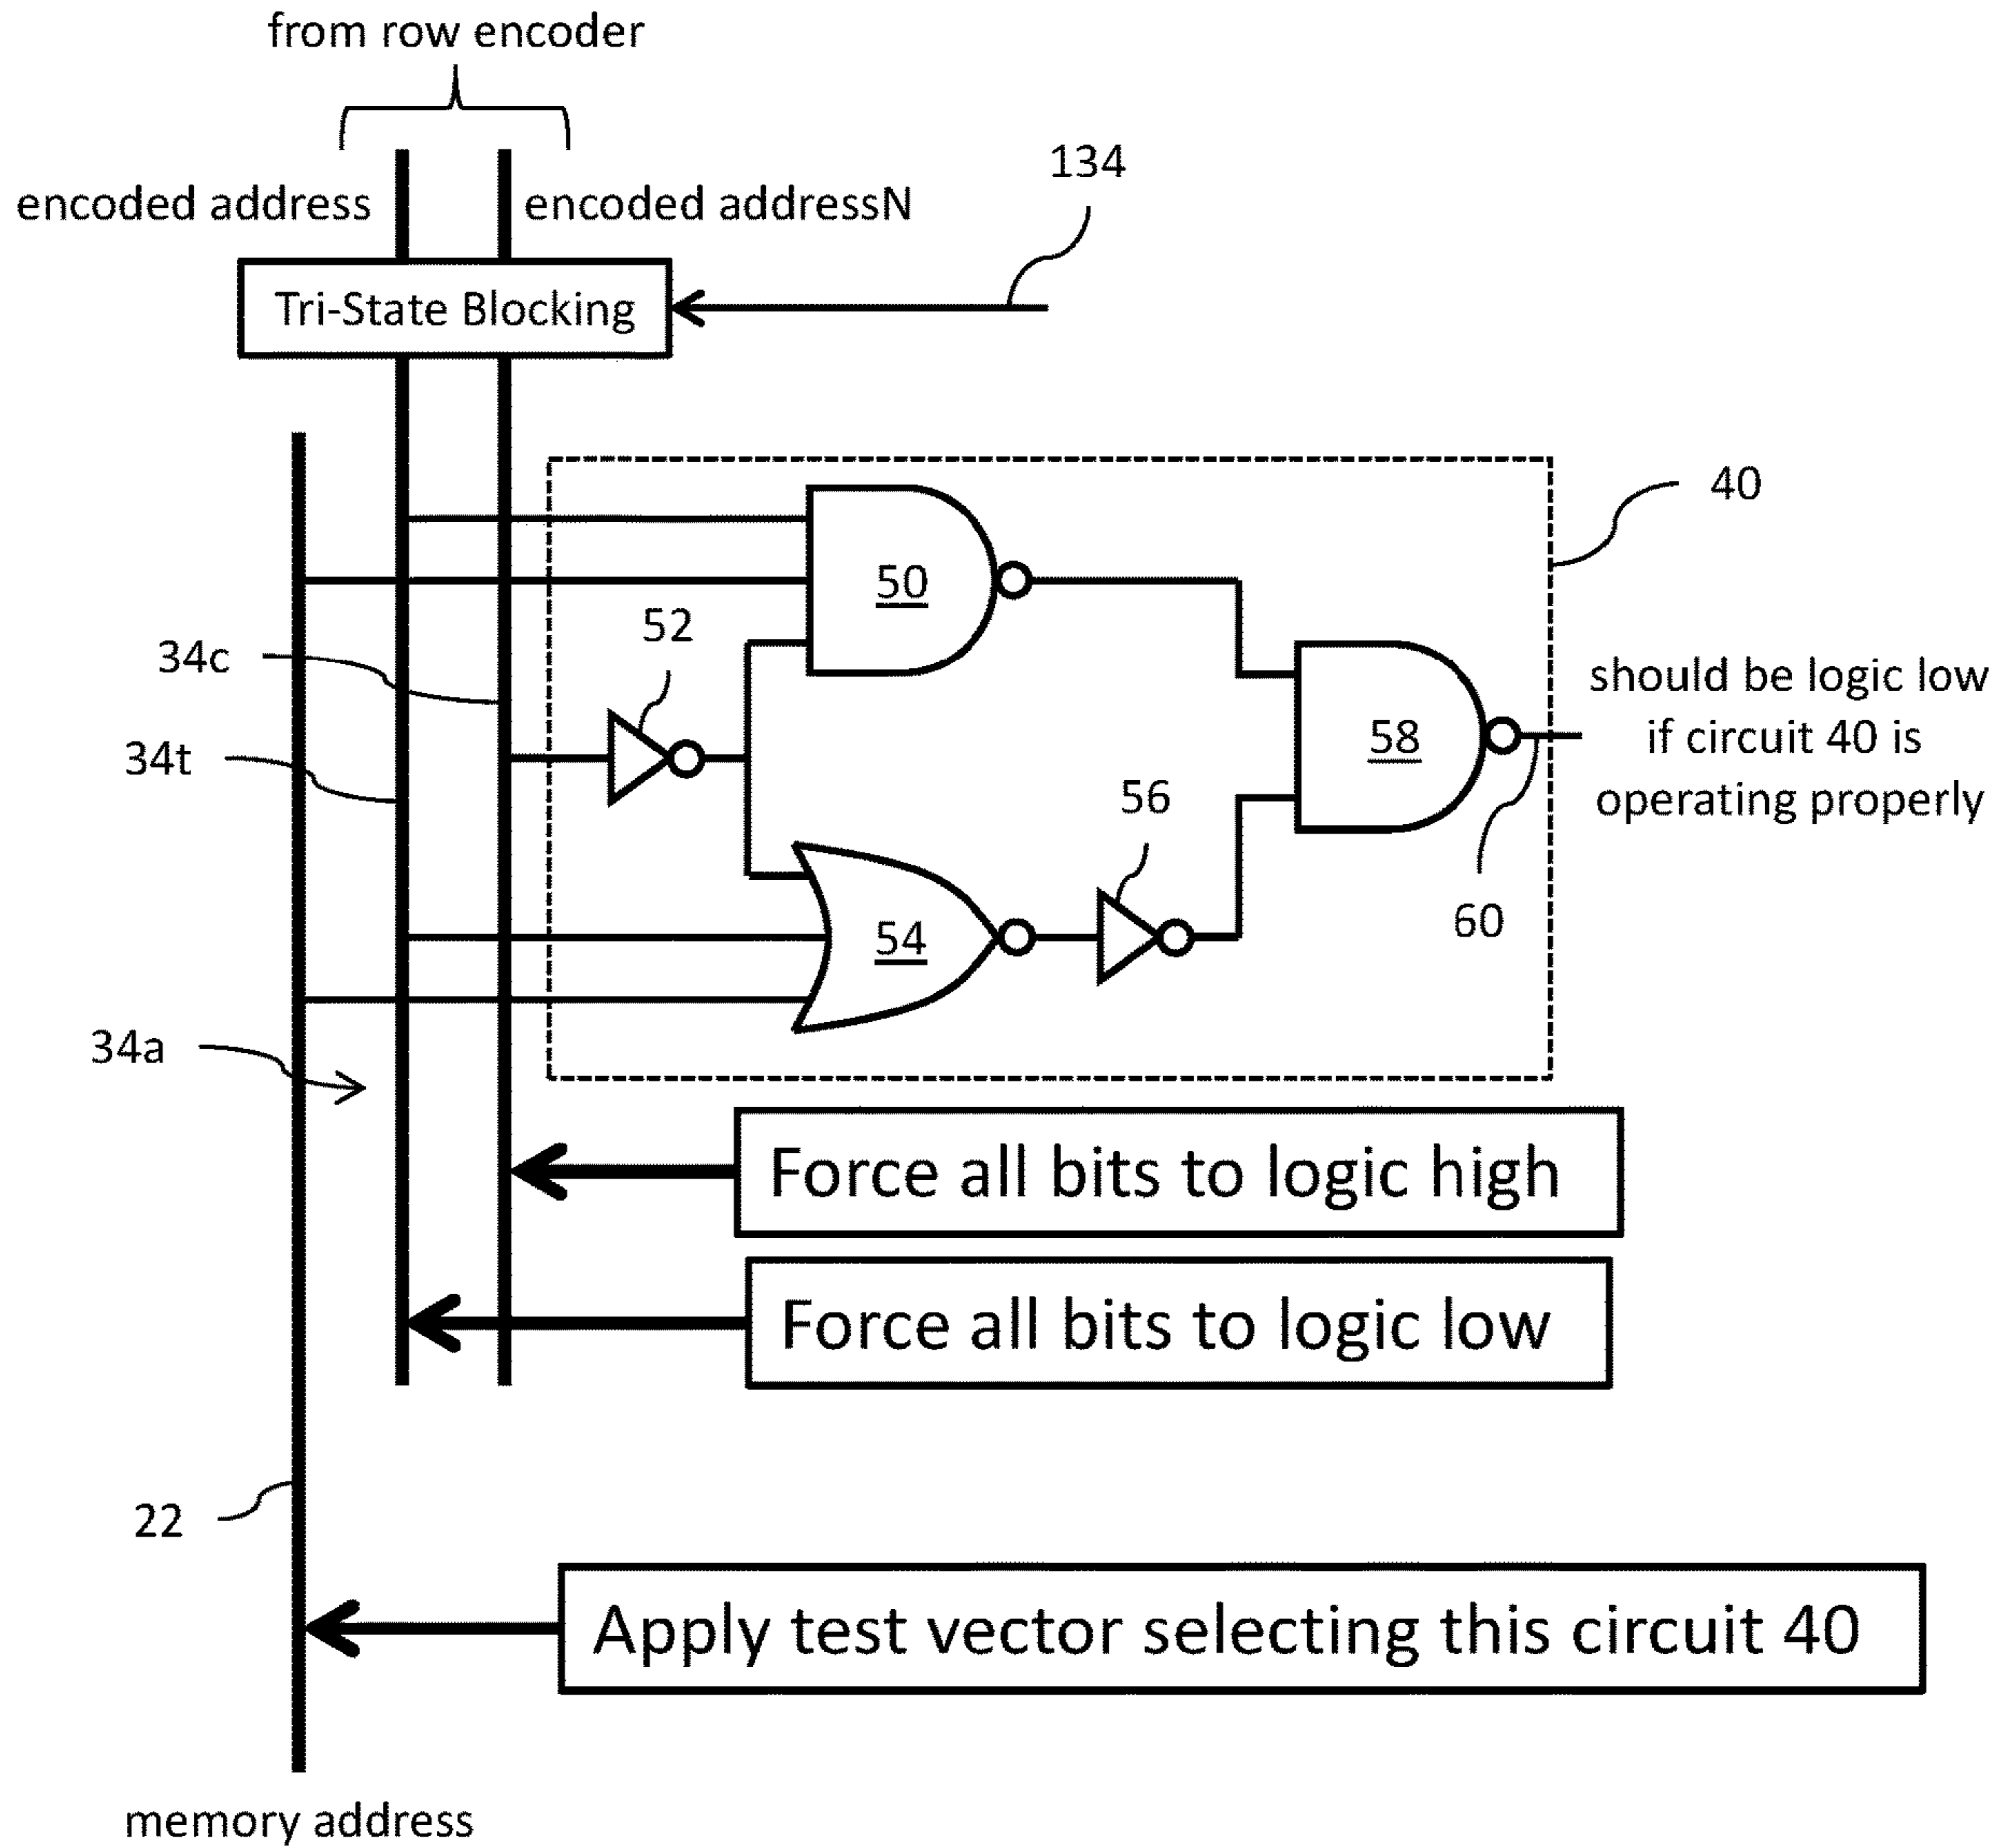 from row encoder
134
encoded address
encoded addressN
Tri-State Blocking
40
50
52
34c
should be logic low
if circuit 40 is
operating properly
58
34t
56
60
54
34a
Force all bits to logic high
Force all bits to logic low
22
Apply test vector selecting this circuit 40
memory address